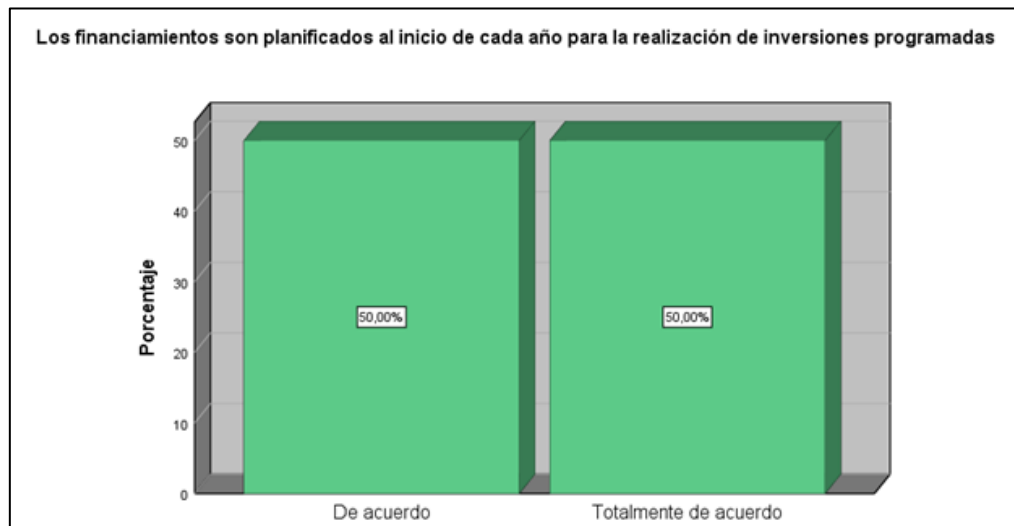 Los financiamientos son planificados al inicio de cada año para la realización de inversiones programadas
Porcentaje
50
40
30
20
10
0
50,00%
50,00%
De acuerdo
Totalmente de acuerdo